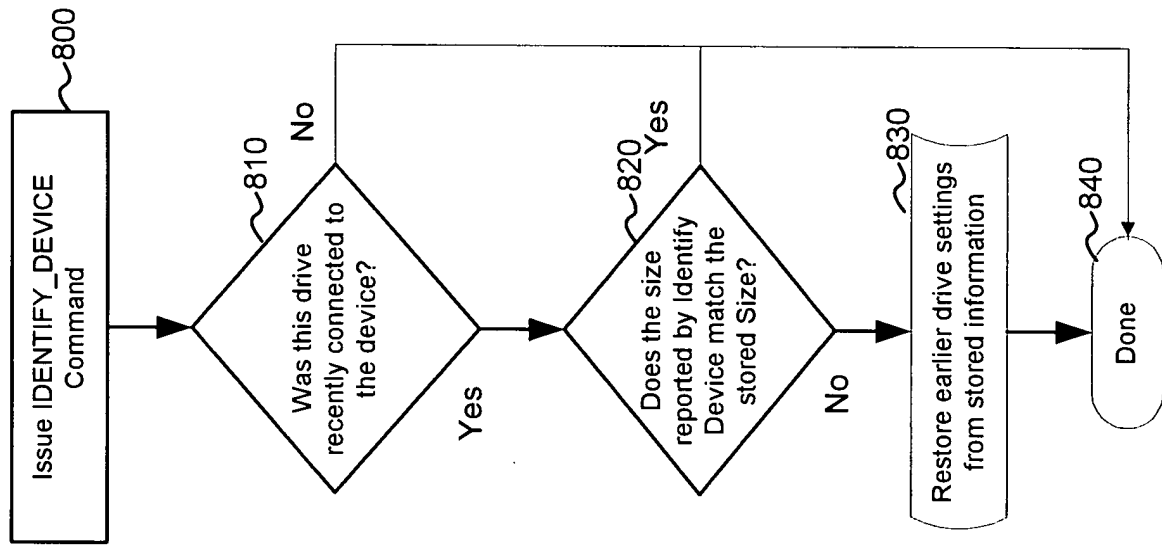 Issue IDENTIFY_DEVICE
Command
800
Was this drive
recently connected to
the device?
810
No
Yes
Does the size
reported by Identify
Device match the
stored Size?
820
Yes
No
Restore earlier drive settings
from stored information
830
Done
840